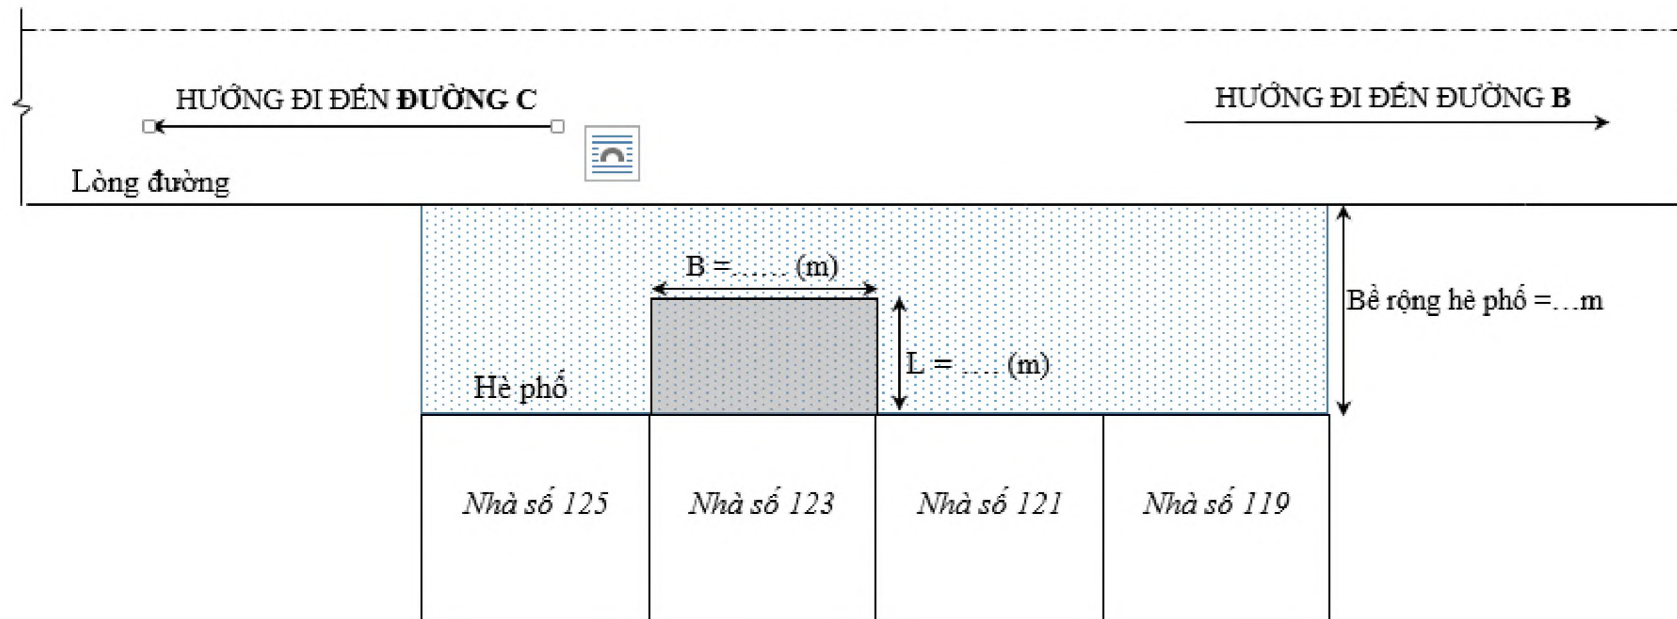 HƯỚNG ĐI ĐẾN ĐƯỜNG C
HƯỚNG ĐI ĐẾN ĐƯỜNG B
Lòng đường
B =…… (m)
Bề rộng hè phố =…m
L = …. (m)
Hè phố
Nhà số 125
Nhà số 123
Nhà số 121
Nhà số 119